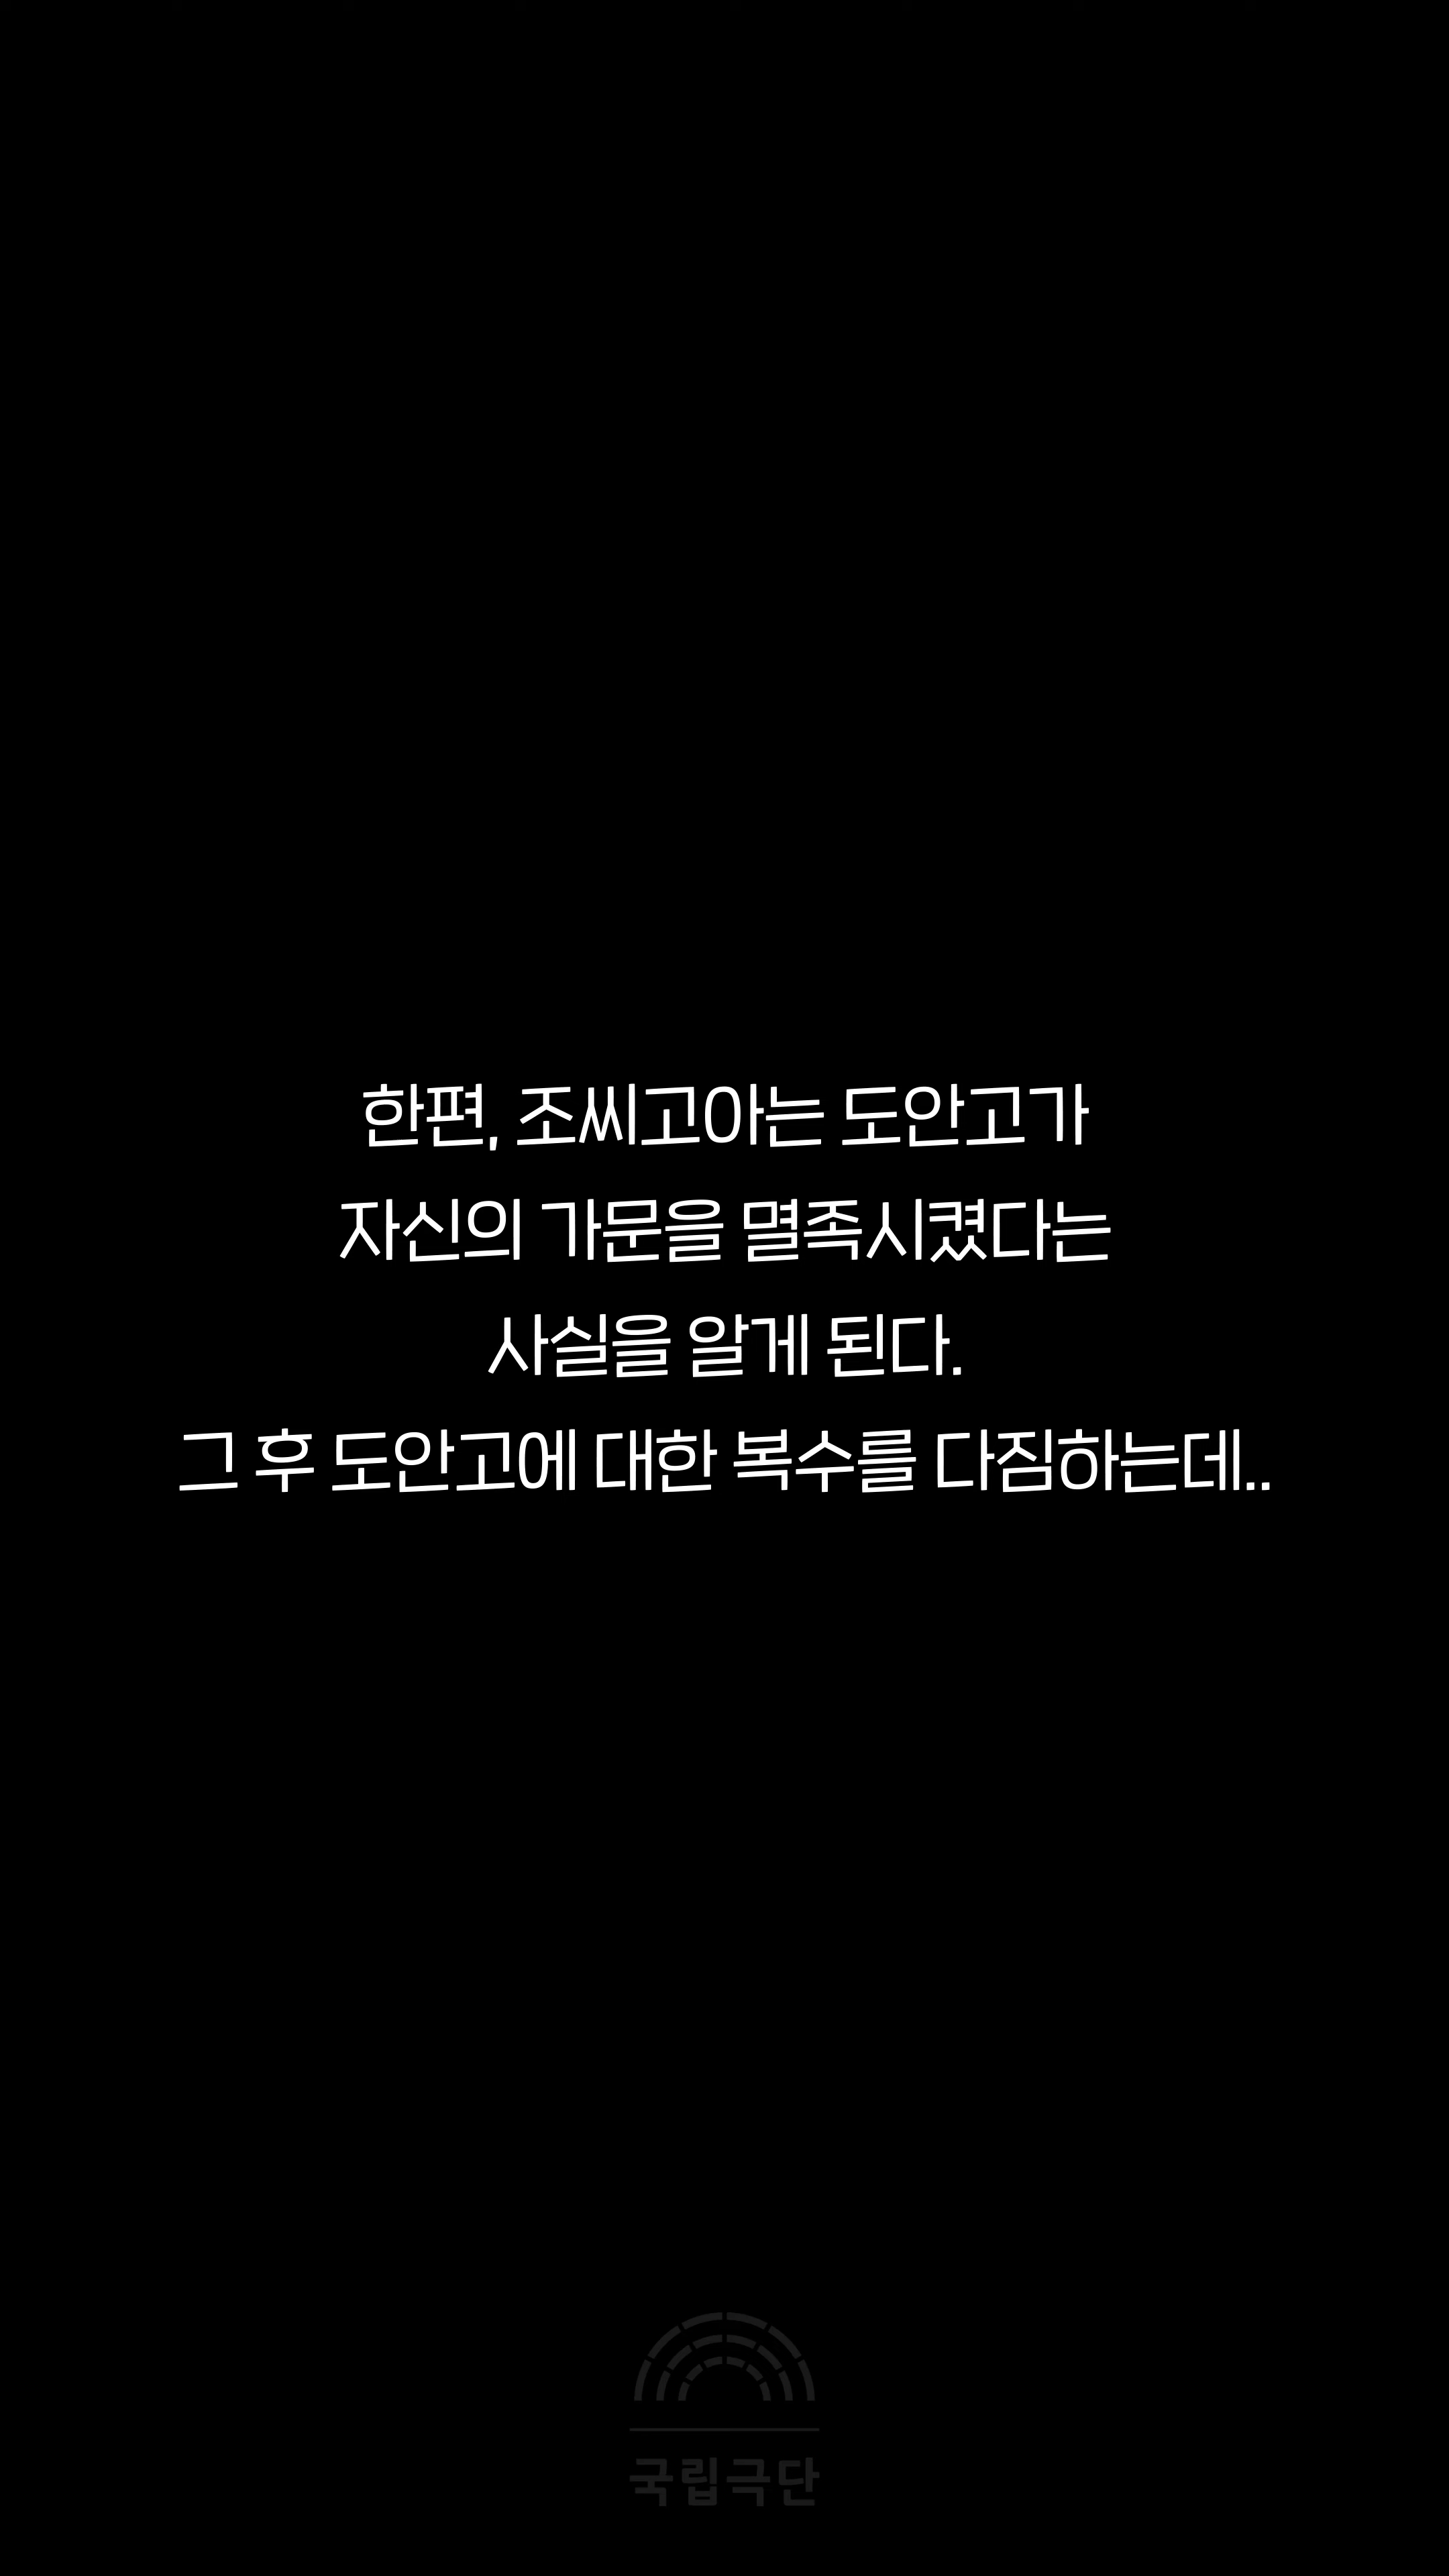 한편, 조씨고아는 도안고가
자신의 가문을 멸족시켰다는
사실을 알게 된다.
그 후 도안고에 대한 복수를 다짐하는데..
국립극단